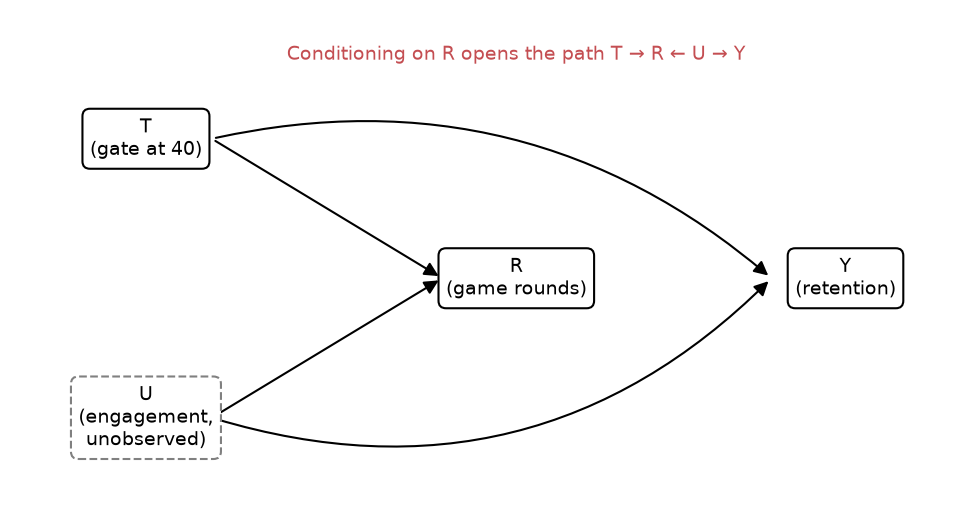 Conditioning on R opens the path T → R ← U → Y
T
(gate at 40)
R
(game rounds)
Y
(retention)
U
(engagement,
unobserved)